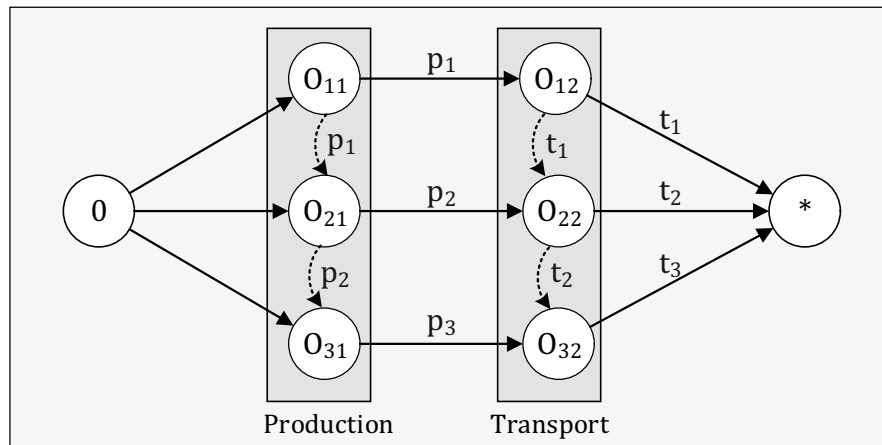 O₁₁ p₁ O₁₂
p₁ t₁ t₁
0 O₂₁ p₂ O₂₂ t₂ *
p₂ t₂ t₃
O₃₁ p₃ O₃₂
Production Transport